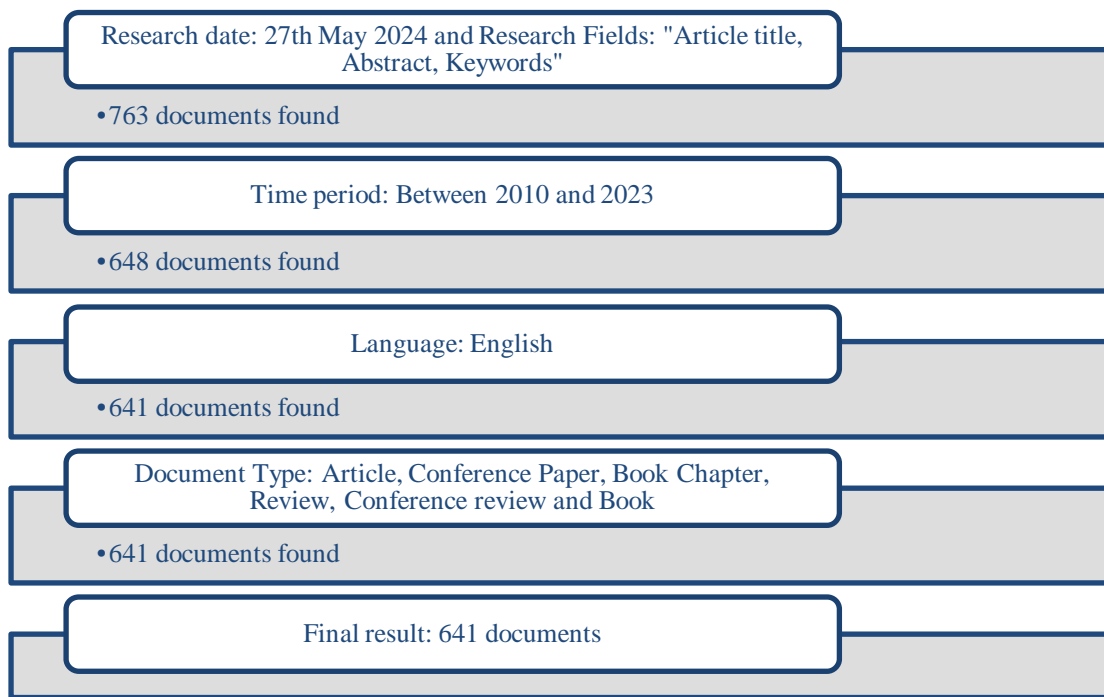 Research date: 27th May 2024 and Research Fields: "Article title,
Abstract, Keywords"
•763 documents found
Time period: Between 2010 and 2023
•648 documents found
Language: English
•641 documents found
Document Type: Article, Conference Paper, Book Chapter,
Review, Conference review and Book
•641 documents found
Final result: 641 documents